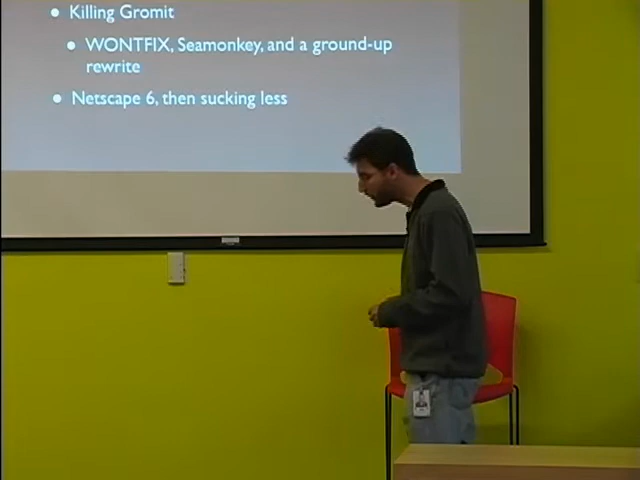 Killing Gromit
WONTFIX, Seamonkey, and a ground-up
rewrite
Netscape 6, then sucking less